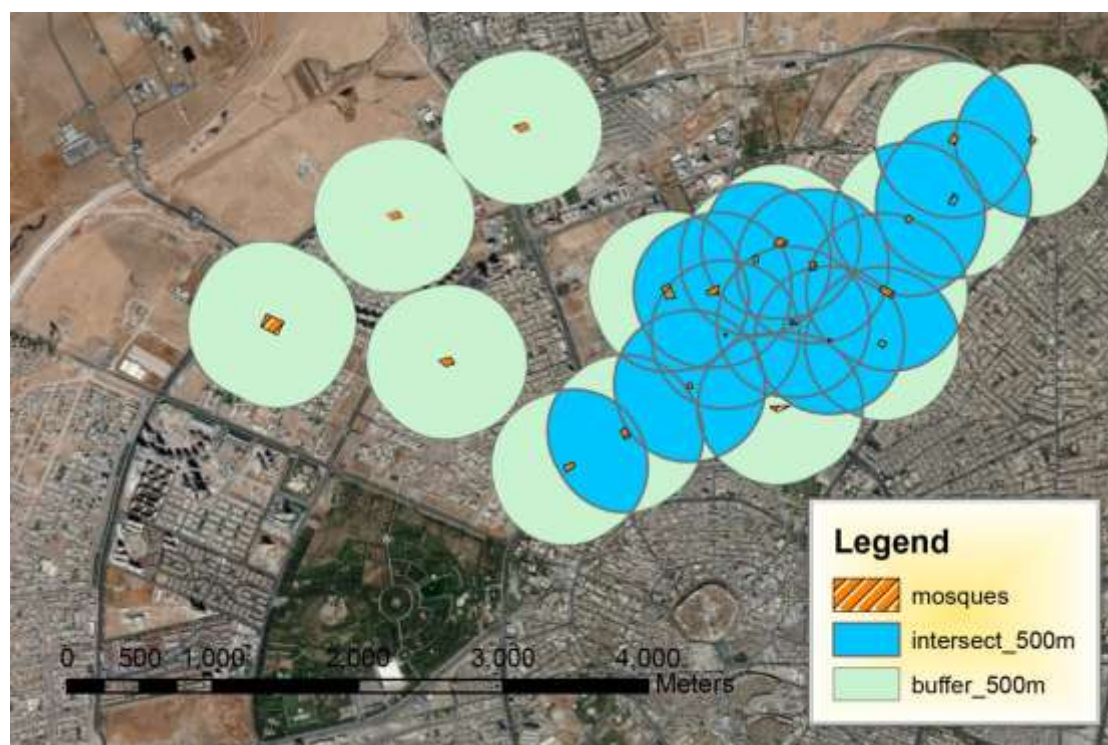 Legend
mosques
intersect_500m
buffer_500m
0 500 1,000 2,000 3,000 4,000
Meters